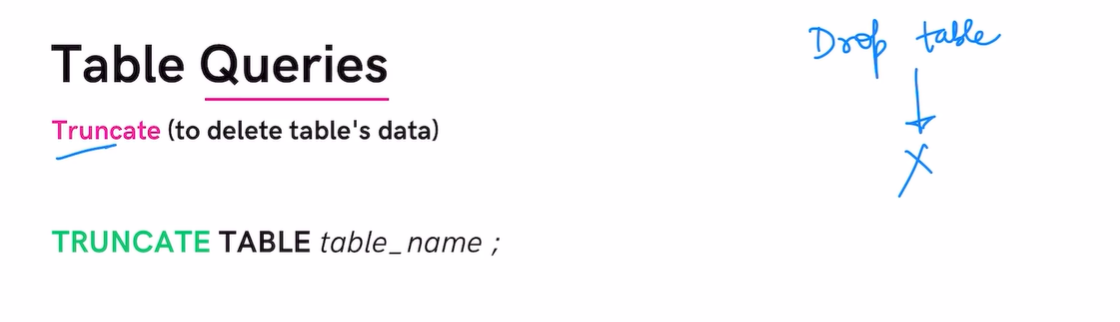 Table Queries
Truncate (to delete table's data)
TRUNCATE TABLE table_name ;
Drop table
X